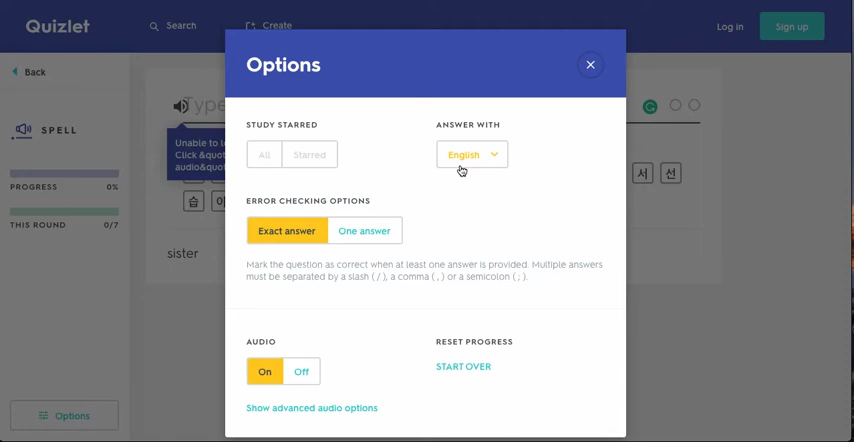 Quizlet
Search
Create
Log in
Sign up
Back
SPELL
PROGRESS 0%
THIS ROUND 0/7
Options
Type
Unable to l
Click &quot
audio&quot
서 선
습
sister
Options
STUDY STARRED
All Starred
ANSWER WITH
English
ERROR CHECKING OPTIONS
Exact answer One answer
Mark the question as correct when at least one answer is provided. Multiple answers
must be separated by a slash ( / ), a comma ( , ) or a semicolon ( ; ).
AUDIO
On Off
Show advanced audio options
RESET PROGRESS
START OVER